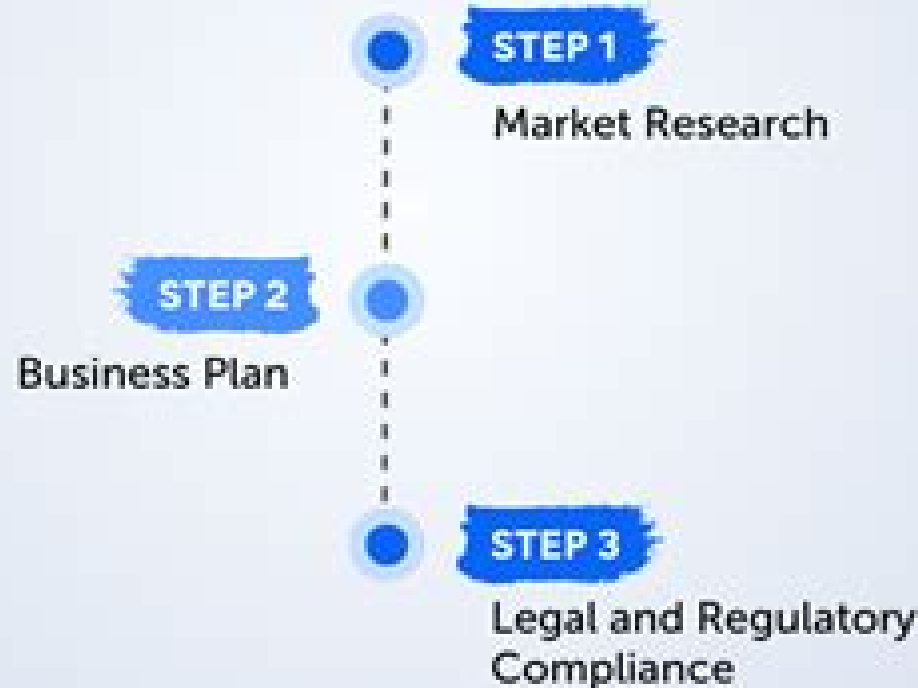 STEP 1
Market Research
STEP 2
Business Plan
STEP 3
Legal and Regulatory
Compliance